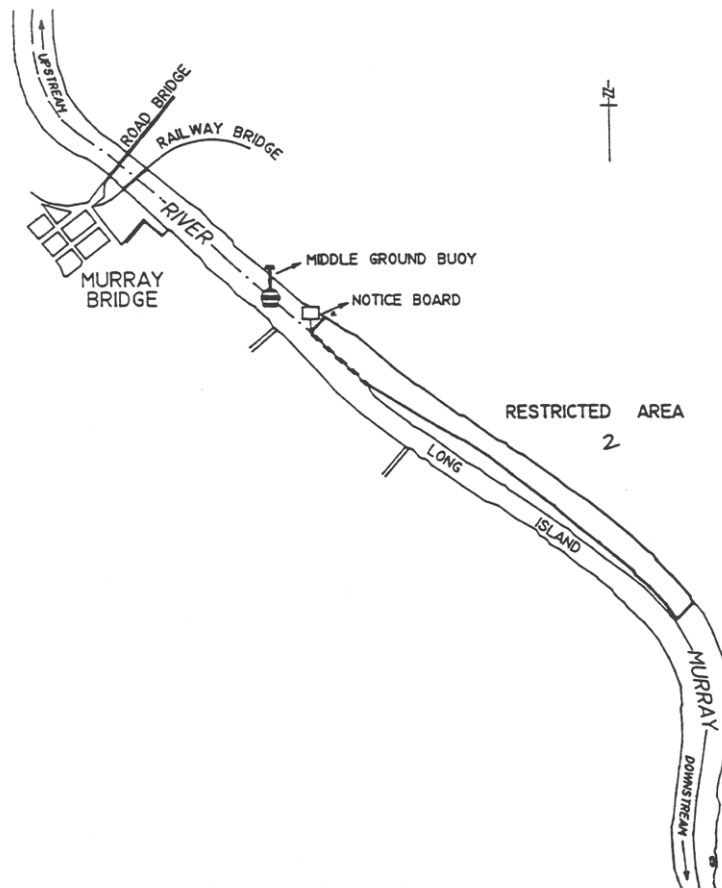 UPSTREAM
ROAD BRIDGE
RAILWAY BRIDGE
N
RIVER
MIDDLE GROUND BUOY
MURRAY
BRIDGE
NOTICE BOARD
RESTRICTED AREA
2
LONG
ISLAND
MURRAY
DOWNSTREAM